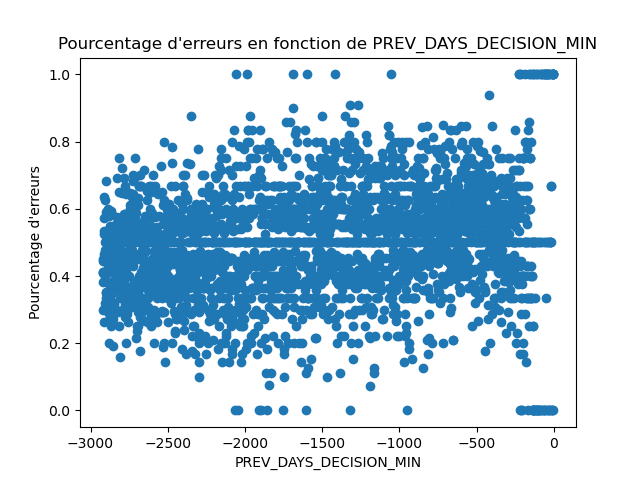 Pourcentage d'erreurs en fonction de PREV_DAYS_DECISION_MIN
1.0
0.8
0.6
0.4
0.2
0.0
Pourcentage d'erreurs
−3000 −2500 −2000 −1500 −1000 −500 0
PREV_DAYS_DECISION_MIN